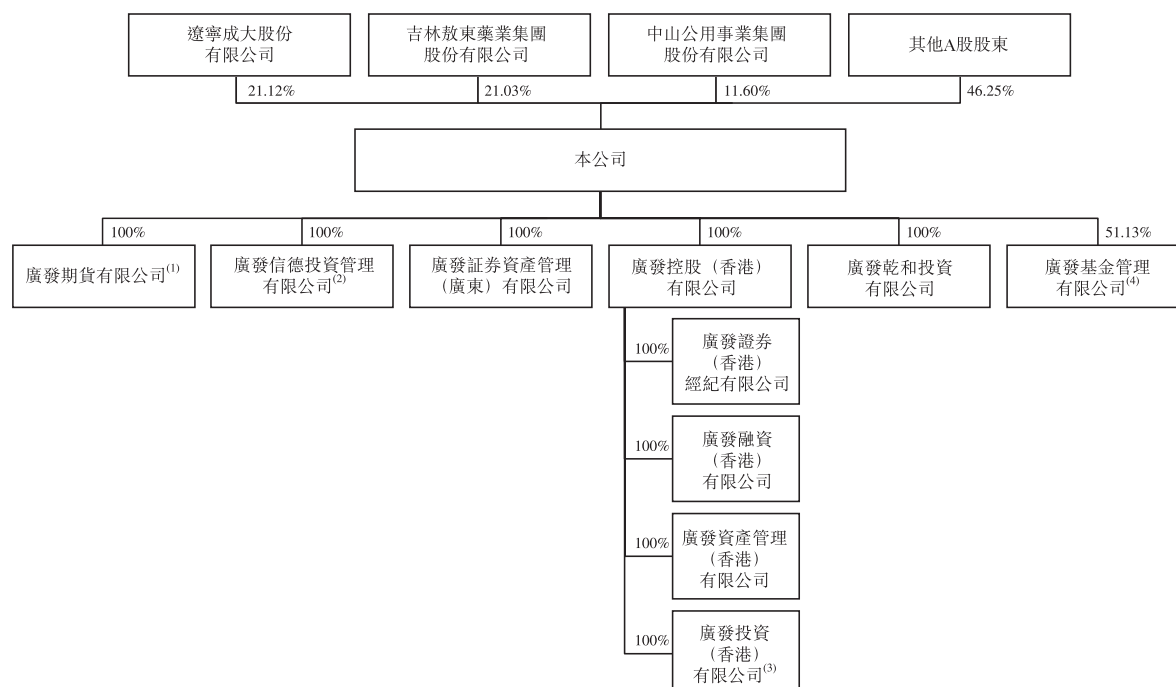 遼寧成大股份
有限公司
吉林敖東藥業集團
股份有限公司
中山公用事業集團
股份有限公司
其他A股股東
21.12%
21.03%
11.60%
46.25%
本公司
100%
100%
100%
100%
100%
51.13%
廣發期貨有限公司(1)
廣發信德投資管理
有限公司(2)
廣發証券資產管理
（廣東）有限公司
廣發控股（香港）
有限公司
廣發乾和投資
有限公司
廣發基金管理
有限公司(4)
100%
廣發證券
（香港）
經紀有限公司
100%
廣發融資
（香港）
有限公司
100%
廣發資產管理
（香港）
有限公司
100%
廣發投資
（香港）
有限公司(3)